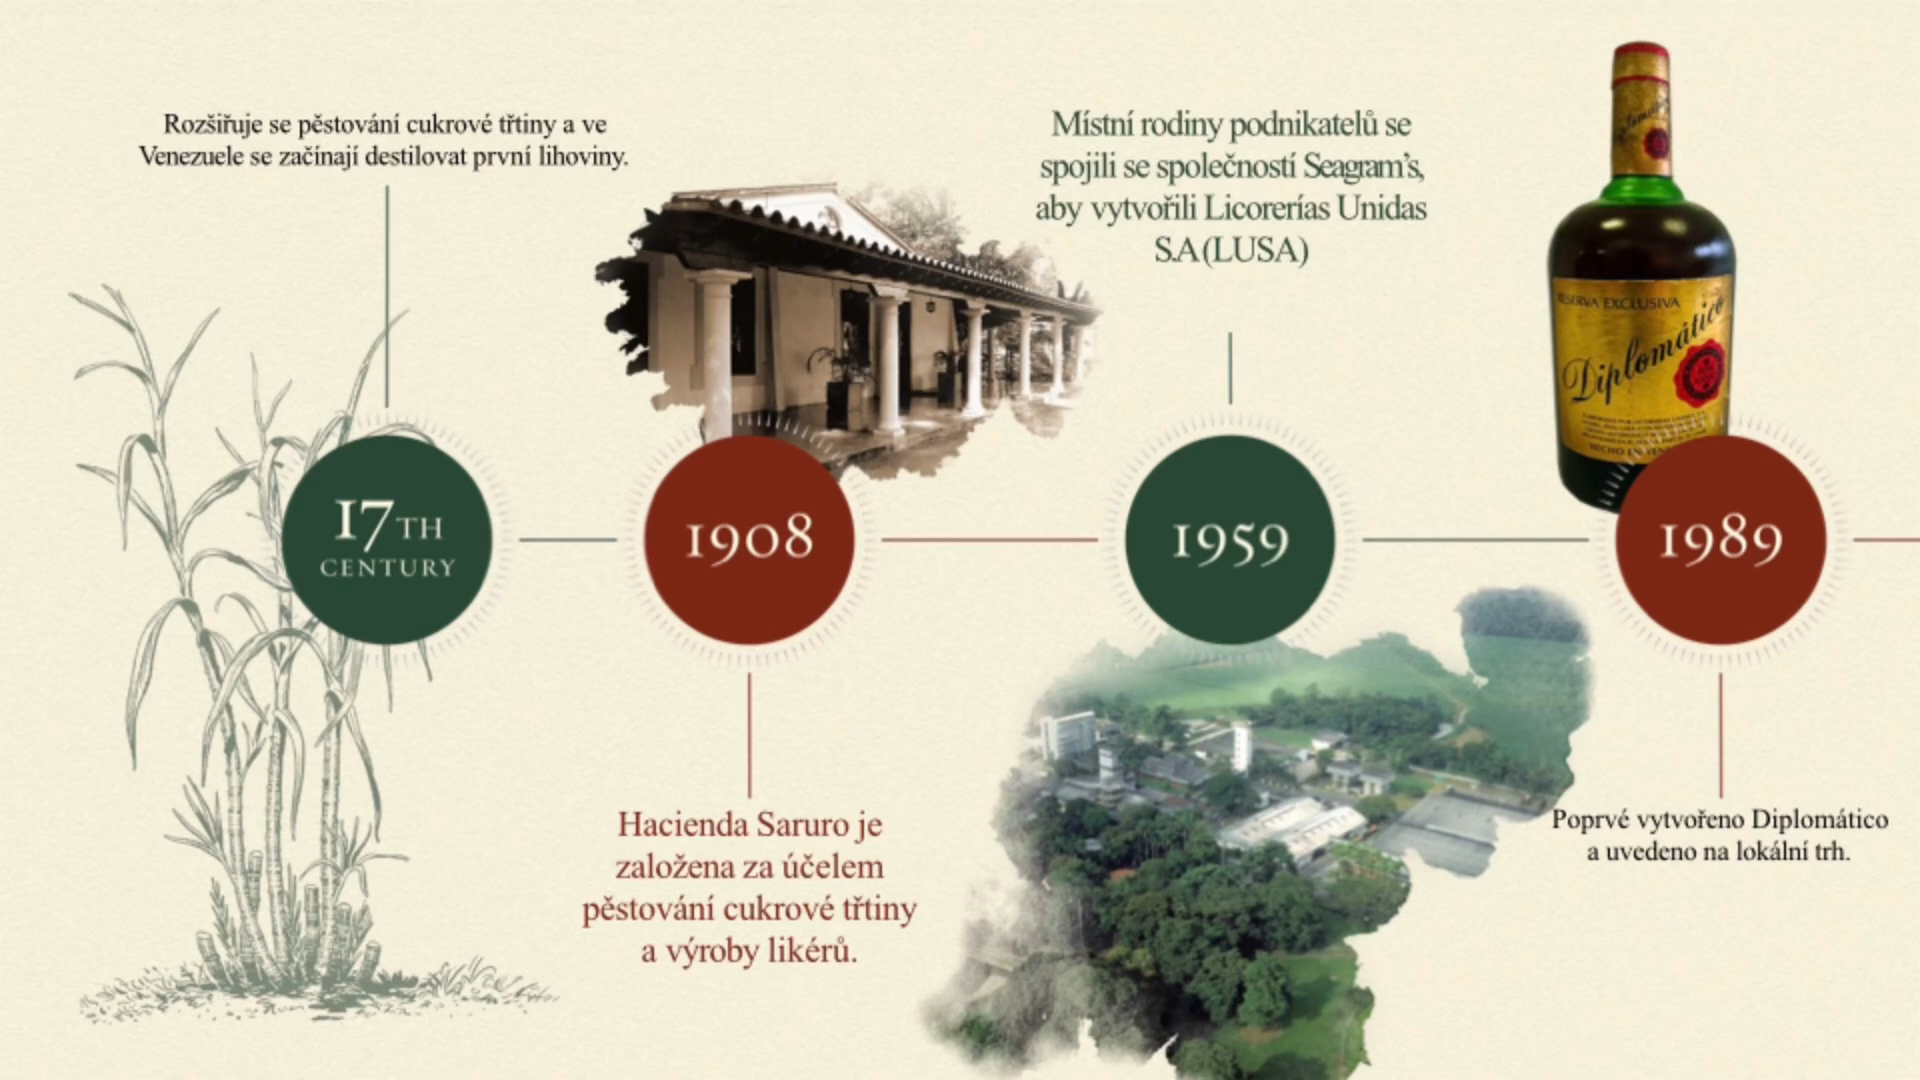 Rozšiřuje se pěstování cukrové třtiny a ve
Venezuele se začínají destilovat první lihoviny.
17TH
CENTURY
1908
Hacienda Saruro je
založena za účelem
pěstování cukrové třtiny
a výroby likérů.
Místní rodiny podnikatelů se
spojili se společností Seagram’s,
aby vytvořili Licorerías Unidas
S.A(LUSA)
1959
RESERVA EXCLUSIVA
Diplomático
1989
Poprvé vytvořeno Diplomático
a uvedeno na lokální trh.